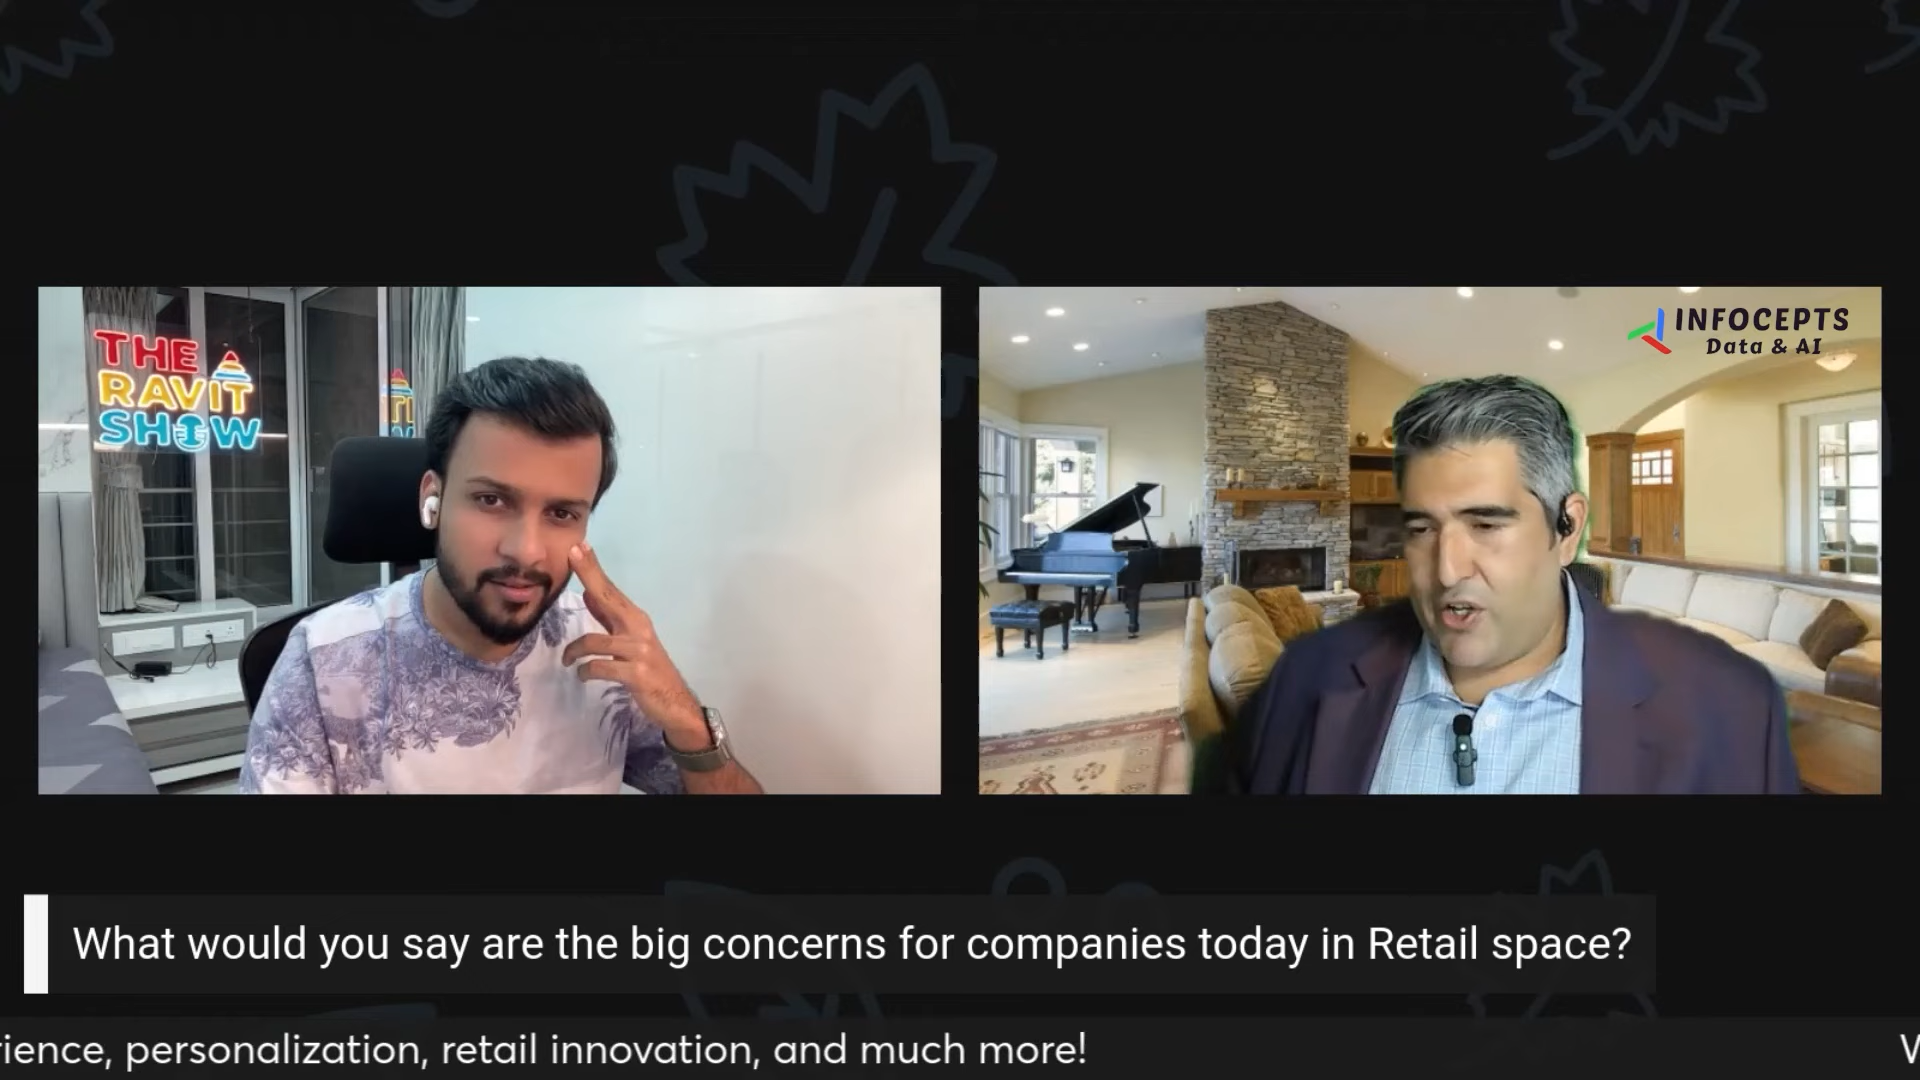 THE
RAVIT
SHOW
INFOCEPTS
Data & AI
What would you say are the big concerns for companies today in Retail space?
rience, personalization, retail innovation, and much more!